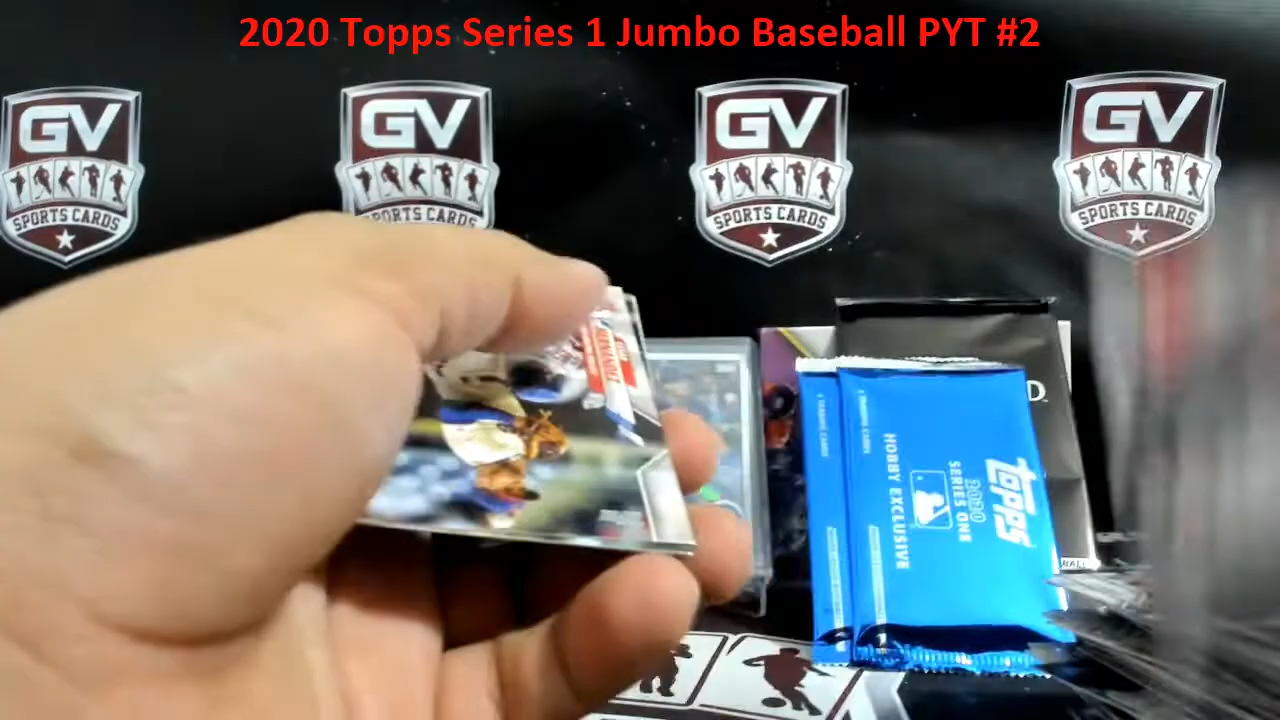 2020 Topps Series 1 Jumbo Baseball PYT #2
GV
SPORTS CARDS
GV
SPORTS CARDS
GV
SPORTS CARDS
GV
SPORTS CARDS
topps
2020
SERIES ONE
HOBBY EXCLUSIVE
D
BALL